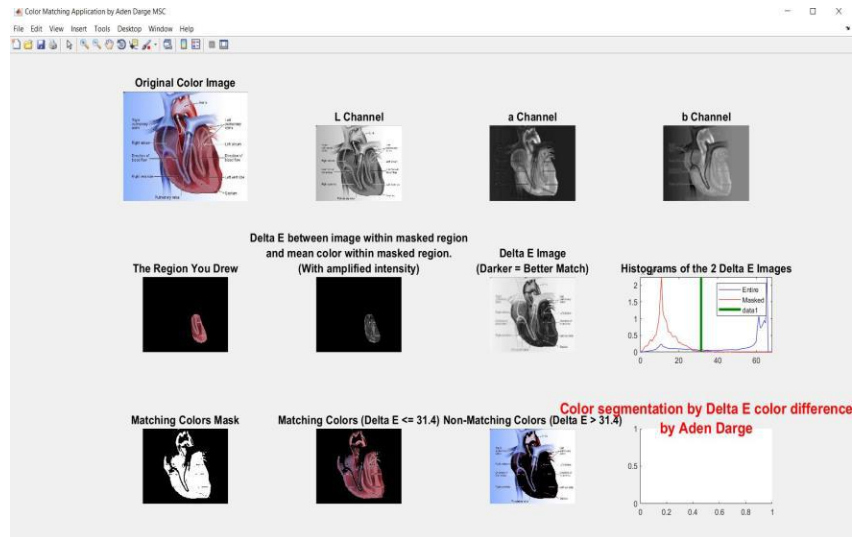 Color Matching Application by Aden Darge MSC
File Edit View Insert Tools Desktop Window Help
Original Color Image
L Channel
a Channel
b Channel
Right ventricle
Left ventricle
The Region You Drew
Delta E between image within masked region
and mean color within masked region.
(With amplified intensity)
Delta E Image
(Darker = Better Match)
Histograms of the 2 Delta E Images
Entire
Masked
data1
2
1.5
1
0.5
0
0 20 40 60
Matching Colors Mask
Matching Colors (Delta E <= 31.4)
Non-Matching Colors (Delta E > 31.4)
Color segmentation by Delta E color difference
by Aden Darge
1
0.5
0
0 0.2 0.4 0.6 0.8 1